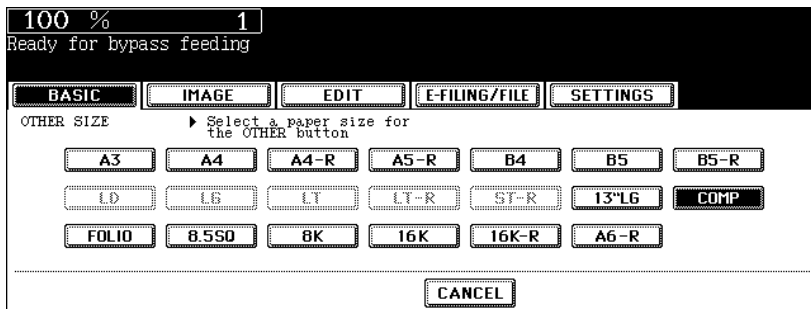 100 % 1
Ready for bypass feeding
BASIC IMAGE EDIT E-FILING/FILE SETTINGS
OTHER SIZE ▶ Select a paper size for
the OTHER button
A3 A4 A4-R A5-R B4 B5 B5-R
LD LG LT LT-R ST-R 13"LG COMP
FOLIO 8.5SQ 8K 16K 16K-R A6-R
CANCEL